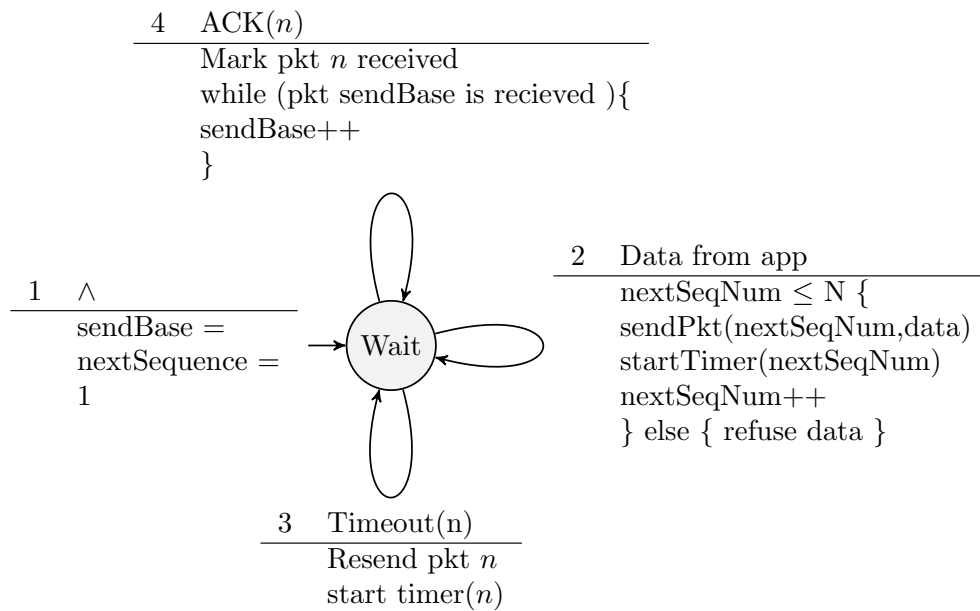 4 ACK(n)
Mark pkt n received
while (pkt sendBase is recieved ){
sendBase++
}
1 ∧
sendBase =
nextSequence =
1
Wait
2 Data from app
nextSeqNum ≤ N {
sendPkt(nextSeqNum,data)
startTimer(nextSeqNum)
nextSeqNum++
} else { refuse data }
3 Timeout(n)
Resend pkt n
start timer(n)